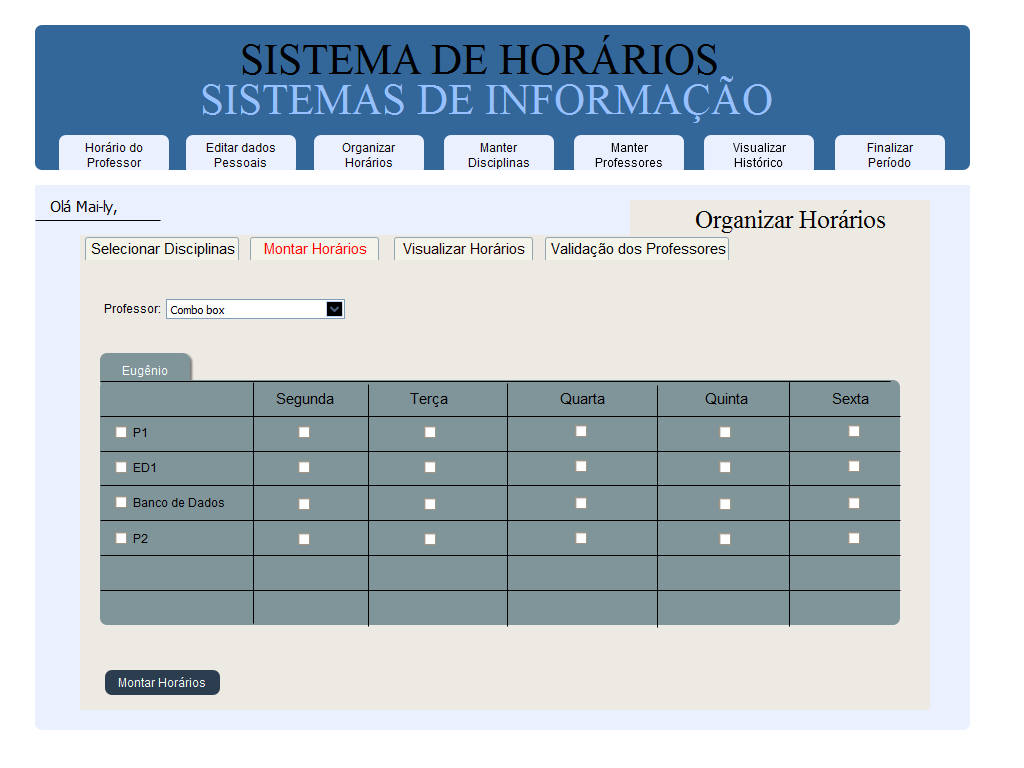 SISTEMA DE HORÁRIOS
SISTEMAS DE INFORMAÇÃO
Horário do
Professor
Editar dados
Pessoais
Organizar
Horários
Manter
Disciplinas
Manter
Professores
Visualizar
Histórico
Finalizar
Período
Olá Mai-ly,
Organizar Horários
Selecionar Disciplinas
Montar Horários
Visualizar Horários
Validação dos Professores
Professor: Combo box
Eugênio
Segunda Terça Quarta Quinta Sexta
P1
ED1
Banco de Dados
P2
Montar Horários